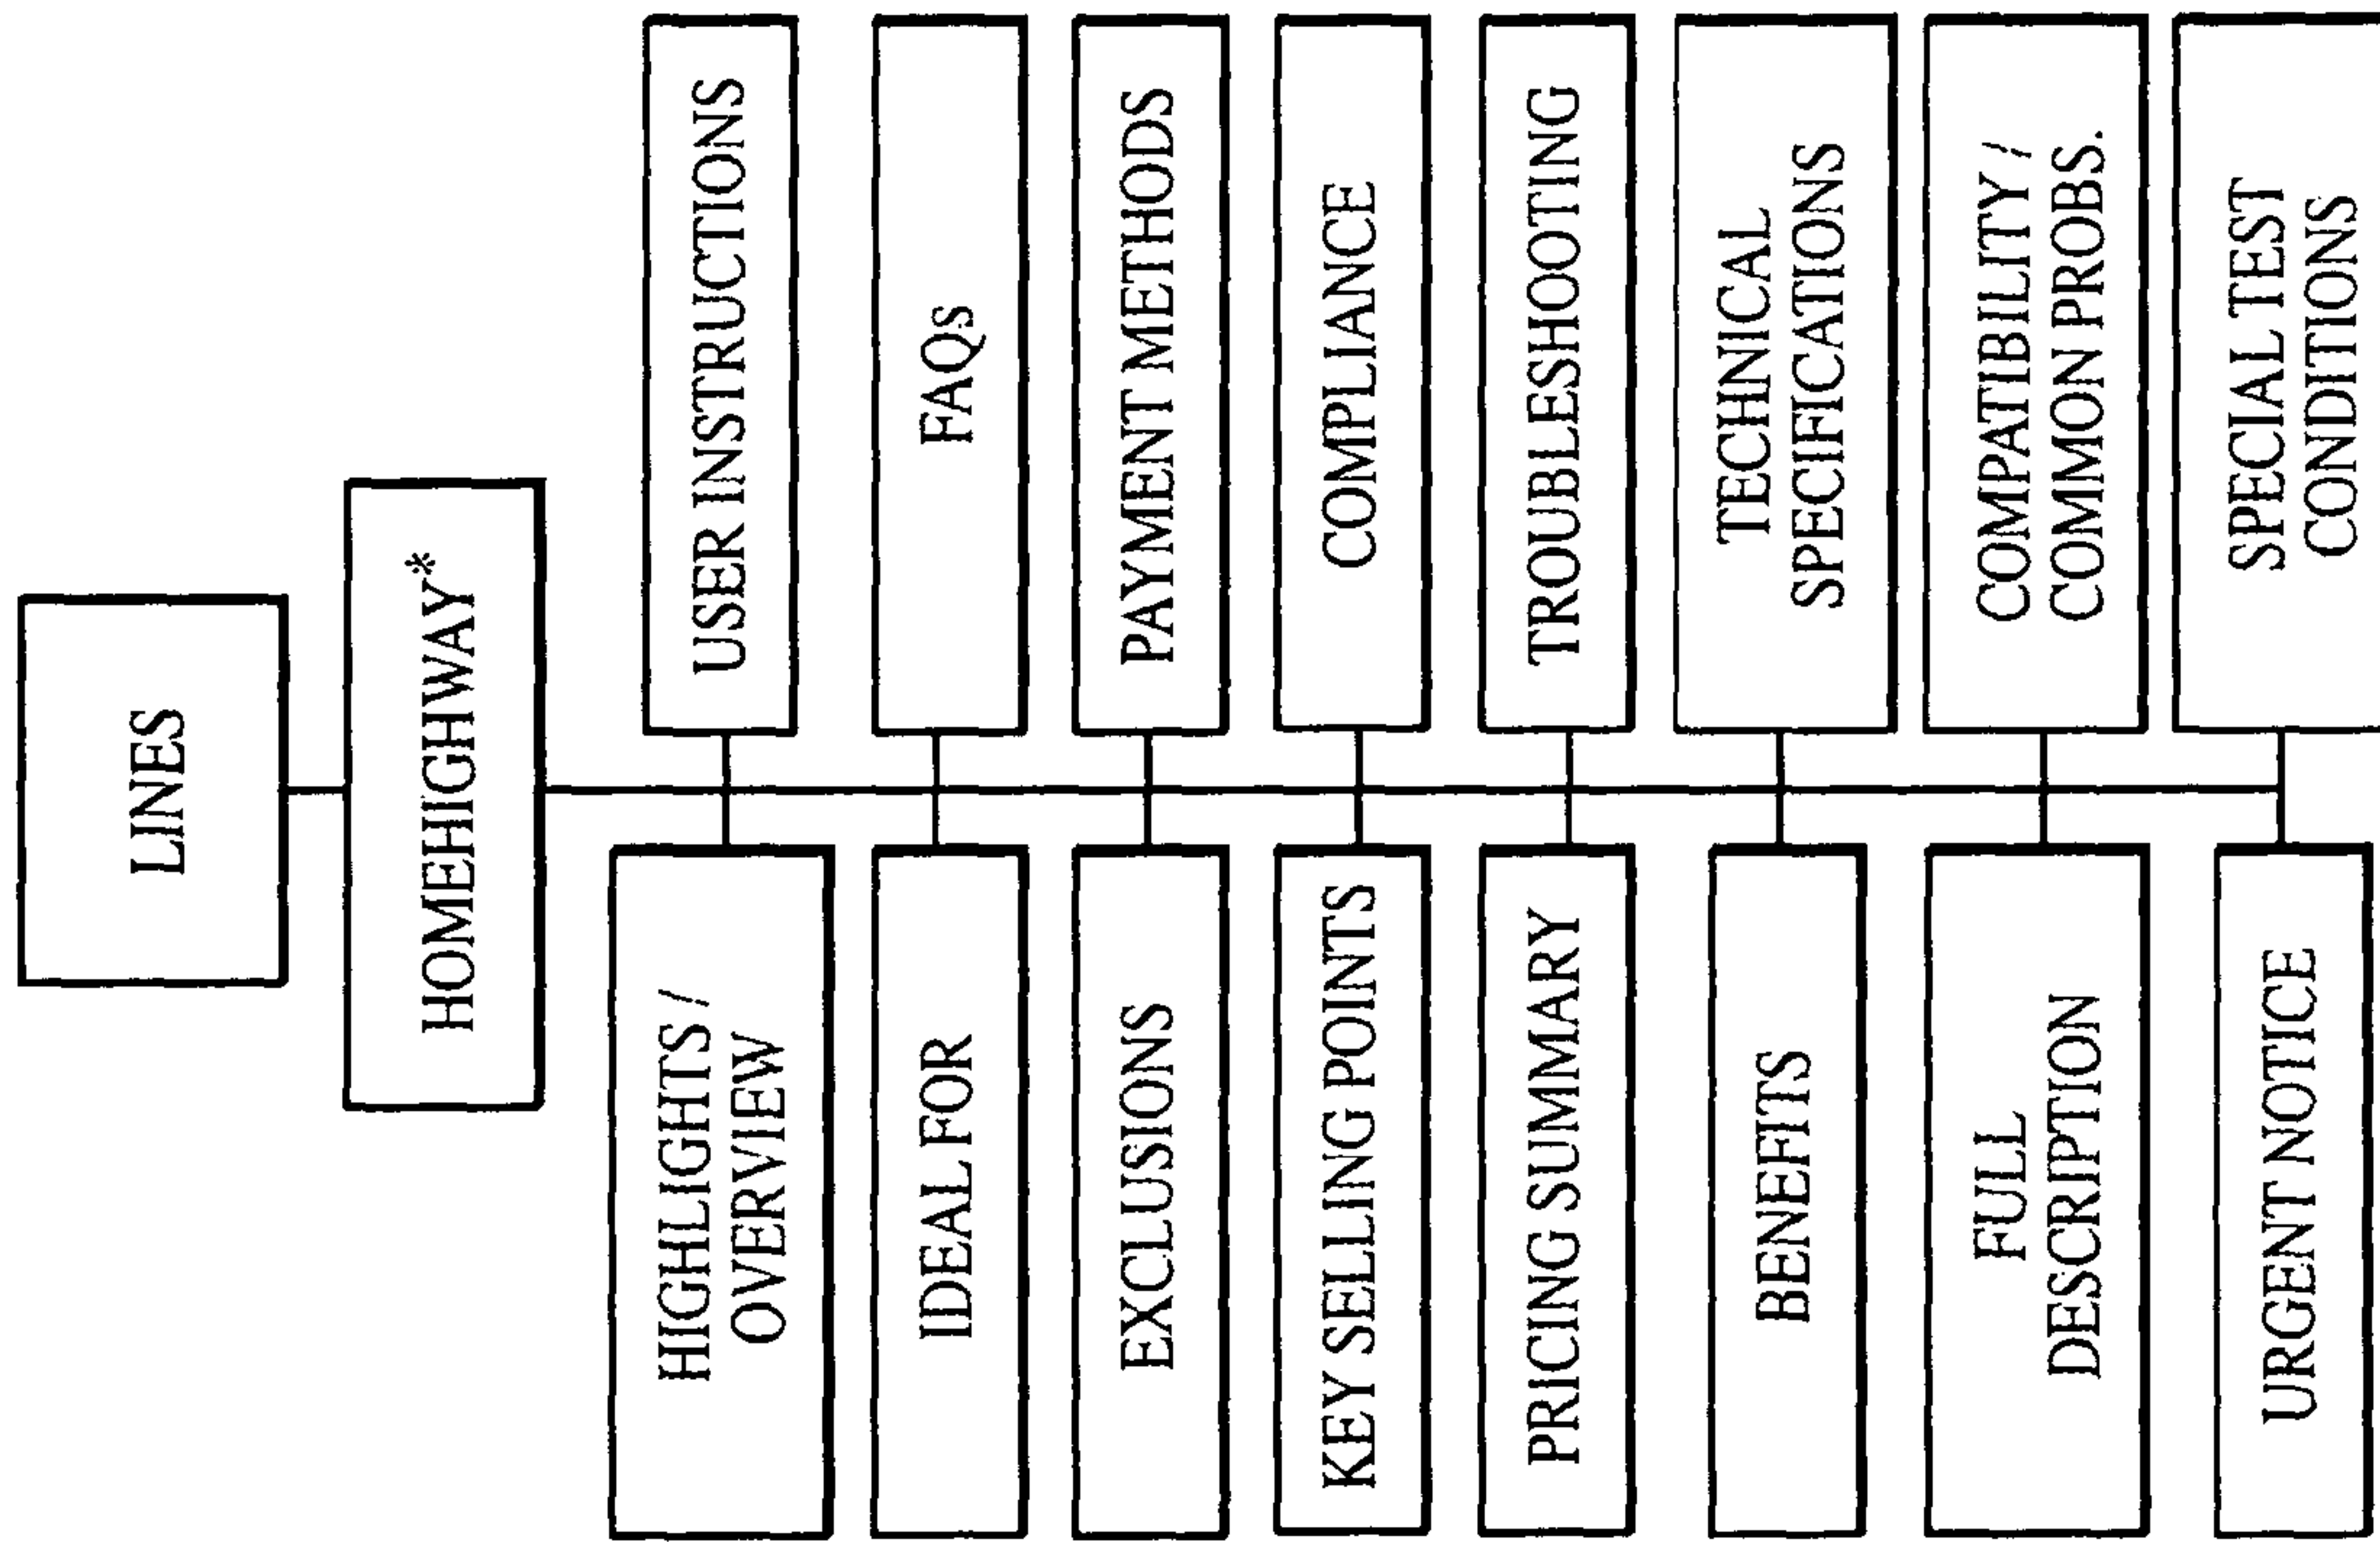 LINES
HOMEHIGHWAY*
HIGHLIGHTS /
OVERVIEW
USER INSTRUCTIONS
IDEAL FOR
FAQs
EXCLUSIONS
PAYMENT METHODS
KEY SELLING POINTS
COMPLIANCE
PRICING SUMMARY
TROUBLESHOOTING
BENEFITS
TECHNICAL
SPECIFICATIONS
FULL
DESCRIPTION
COMPATIBILITY /
COMMON PROBS.
URGENT NOTICE
SPECIAL TEST
CONDITIONS